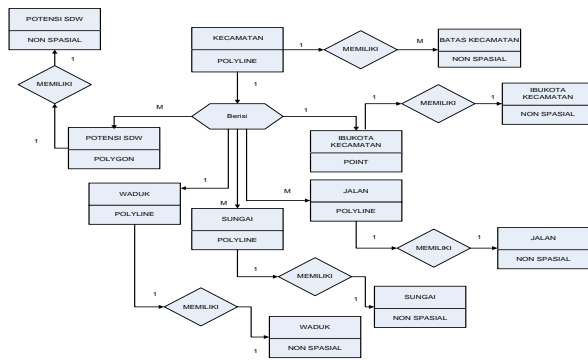 POTENSI SDW
NON SPASIAL
1
MEMILIKI
1
POTENSI SDW
POLYGON
KECAMATAN
POLYLINE
1
MEMILIKI
M
BATAS KECAMATAN
NON SPASIAL
1
Berisi
M
1
IBUKOTA
KECAMATAN
POINT
1
MEMILIKI
1
IBUKOTA
KECAMATAN
NON SPASIAL
1
WADUK
POLYLINE
M
SUNGAI
POLYLINE
M
JALAN
POLYLINE
1
MEMILIKI
1
JALAN
NON SPASIAL
1
MEMILIKI
1
SUNGAI
NON SPASIAL
1
MEMILIKI
1
WADUK
NON SPASIAL